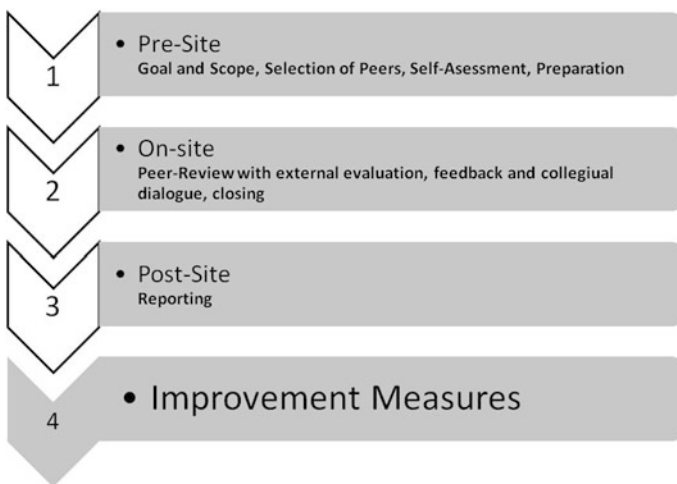 1
• Pre-Site
Goal and Scope, Selection of Peers, Self-Asessment, Preparation
2
• On-site
Peer-Review with external evaluation, feedback and collegiual
dialogue, closing
3
• Post-Site
Reporting
4
• Improvement Measures